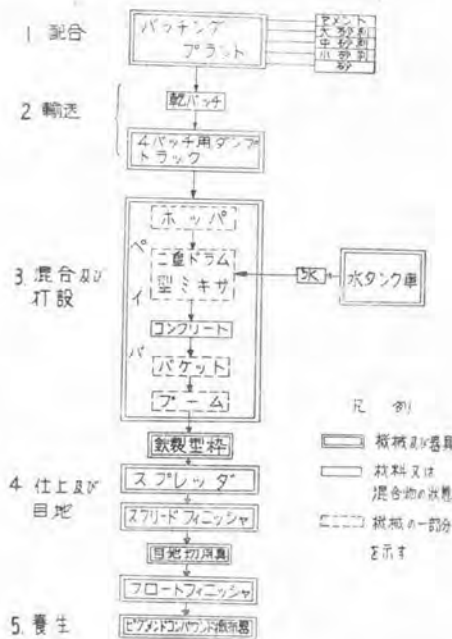 1 配合
バッチング
プラント
セメント
大砂利
中砂利
小砂利
砂
2 輸送
乾バッチ
4バッチ用ダンプ
トラック
3. 混合及び
打設
ペイバ
ホッパ
二重ドラム
型ミキサ
コンクリート
バケット
ブーム
水
水タンク車
鉄製型枠
4 仕上及び
目地
スプレッダ
スクリードフィニッシャ
目地切用具
フロートフィニッシャ
5. 養生
凡例
機械及び器具
材料又は
混合物の状態
機械の一部分
を示す